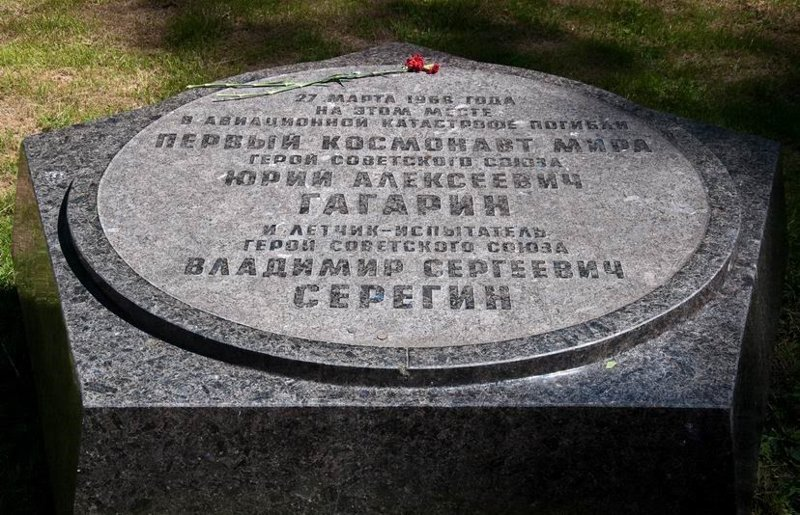 27 МАРТА 1968 ГОДА
НА ЭТОМ МЕСТЕ
В АВИАЦИОННОЙ КАТАСТРОФЕ ПОГИБЛИ
ПЕРВЫЙ КОСМОНАВТ МИРА
ГЕРОЙ СОВЕТСКОГО СОЮЗА
ЮРИЙ АЛЕКСЕЕВИЧ
ГАГАРИН
И ЛЕТЧИК-ИСПЫТАТЕЛЬ
ГЕРОЙ СОВЕТСКОГО СОЮЗА
ВЛАДИМИР СЕРГЕЕВИЧ
СЕРЕГИН